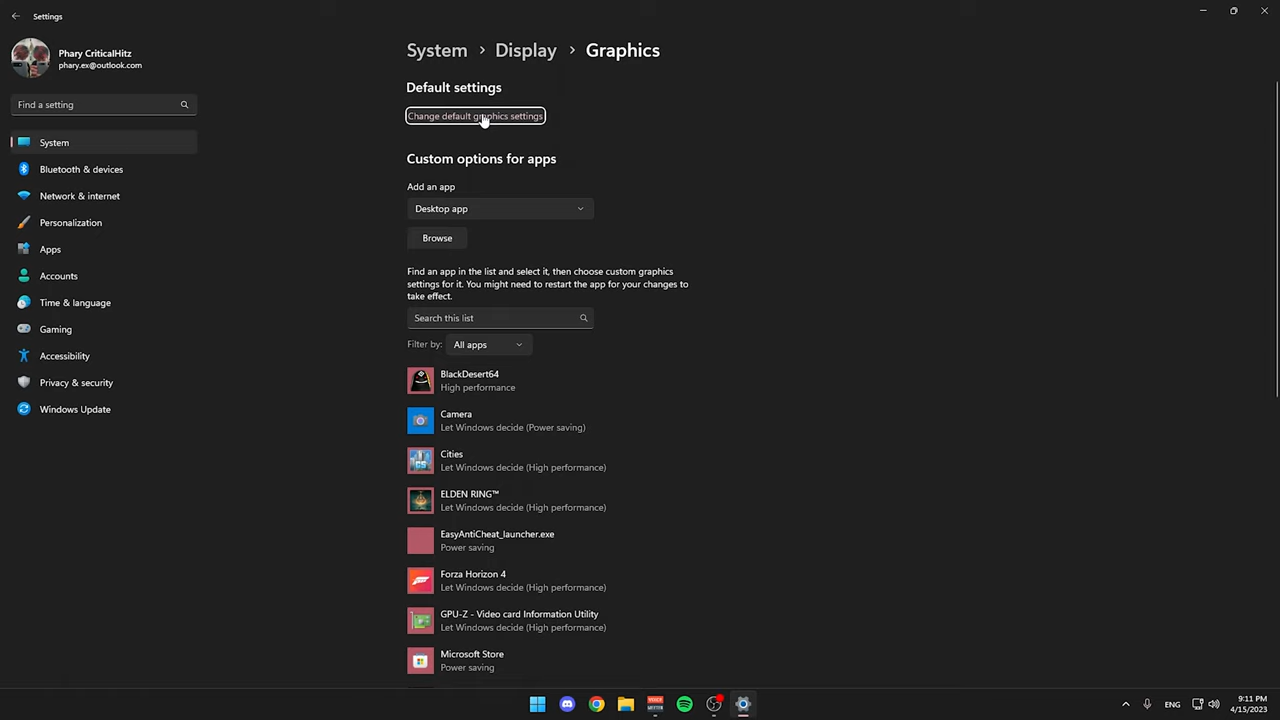 Settings
Phary CriticalHitz
phary.ex@outlook.com
Find a setting
System
Bluetooth & devices
Network & internet
Personalization
Apps
Accounts
Time & language
Gaming
Accessibility
Privacy & security
Windows Update
System > Display > Graphics
Default settings
Change default graphics settings
Custom options for apps
Add an app
Desktop app
Browse
Find an app in the list and select it, then choose custom graphics
settings for it. You might need to restart the app for your changes to
take effect.
Search this list
Filter by: All apps
BlackDesert64
High performance
Camera
Let Windows decide (Power saving)
Cities
Let Windows decide (High performance)
ELDEN RING™
Let Windows decide (High performance)
EasyAntiCheat_launcher.exe
Power saving
Forza Horizon 4
Let Windows decide (High performance)
GPU-Z - Video card Information Utility
Let Windows decide (High performance)
Microsoft Store
Power saving
ENG
9:11 PM
4/15/2023